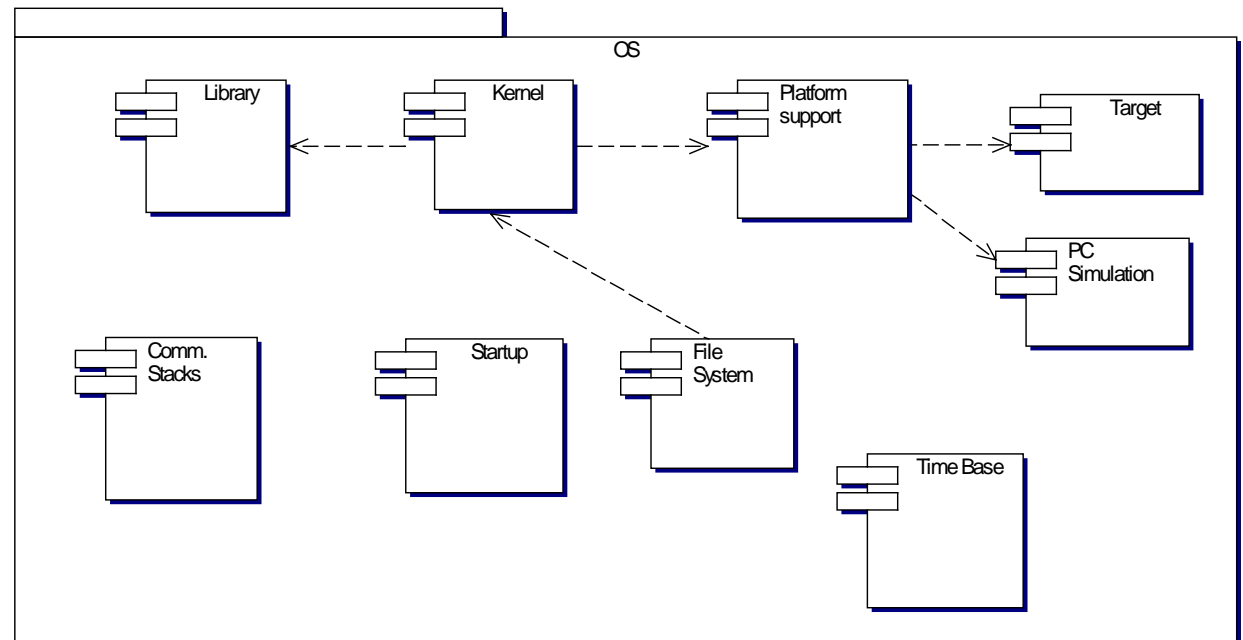 OS
Library
Kernel
Platform
support
Target
PC
Simulation
Comm.
Stacks
Startup
File
System
Time Base